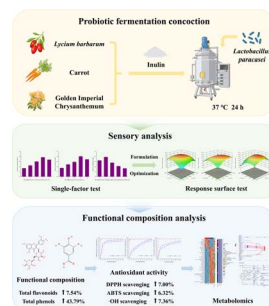 Probiotic fermentation concoction
Lycium barbarum
Carrot
Golden Imperial
Chrysanthemum
Inulin
Lactobacillus
paracasei
37 °C 24 h
Sensory analysis
Single-factor test
Formulation
Optimization
Response surface test
Functional composition analysis
Functional composition
Total flavonoids ↑ 7.54%
Total phenols ↑ 43.79%
Antioxidant activity
DPPH scavenging ↑ 7.00%
ABTS scavenging ↑ 6.32%
·OH scavenging ↑ 7.36%
Metabolomics